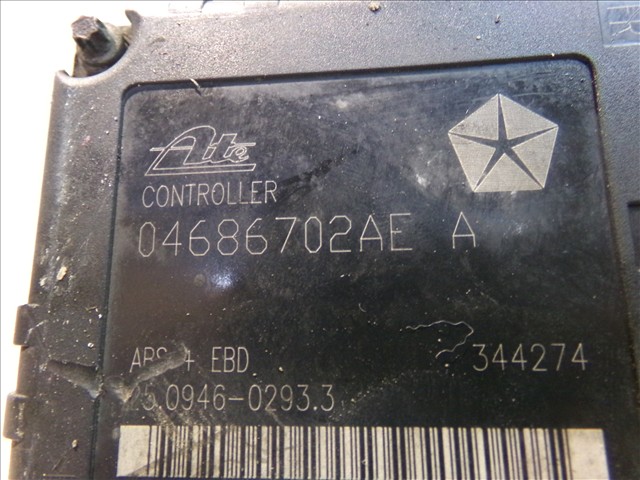 Ate
CONTROLLER
04686702AE A
ABS + EBD 344274
0946-0293.3